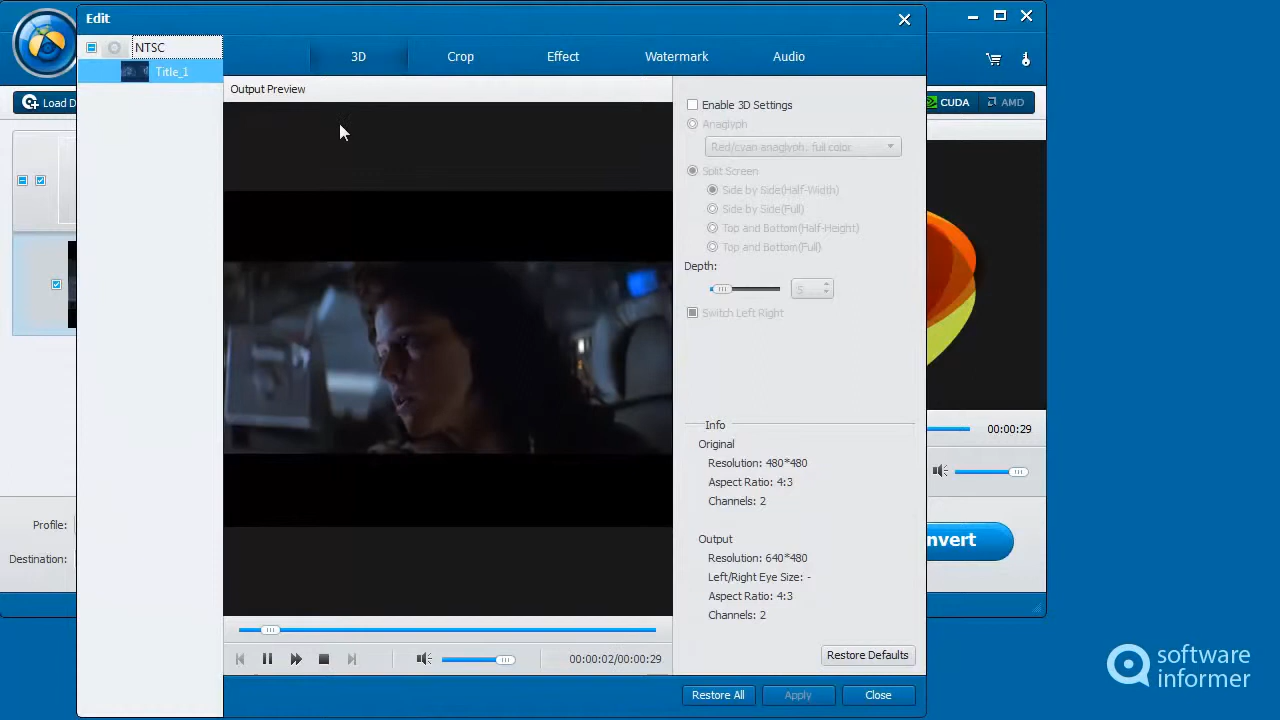 Edit
NTSC
Title_1
3D
Crop
Effect
Watermark
Audio
Load D
CUDA
AMD
Output Preview
Enable 3D Settings
Anaglyph
Red/cyan anaglyph, full color
Split Screen
Side by Side(Half-Width)
Side by Side(Full)
Top and Bottom(Half-Height)
Top and Bottom(Full)
Depth:
5
Switch Left Right
Info
Original
Resolution: 480*480
Aspect Ratio: 4:3
Channels: 2
Output
Resolution: 640*480
Left/Right Eye Size: -
Aspect Ratio: 4:3
Channels: 2
Restore Defaults
00:00:29
Profile:
Destination:
nvert
00:00:02/00:00:29
Restore All
Apply
Close
software
informer